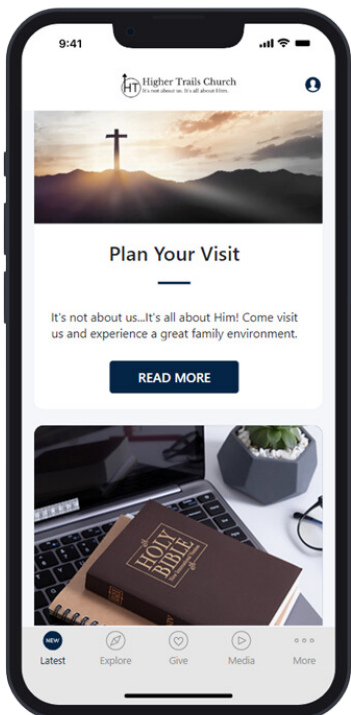 9:41
HT
Higher Trails Church
It's not about us. It's all about Him.
Plan Your Visit
It's not about us...It's all about Him! Come visit
us and experience a great family environment.
READ MORE
HOLY
BIBLE
NEW
Latest
Explore
Give
Media
More